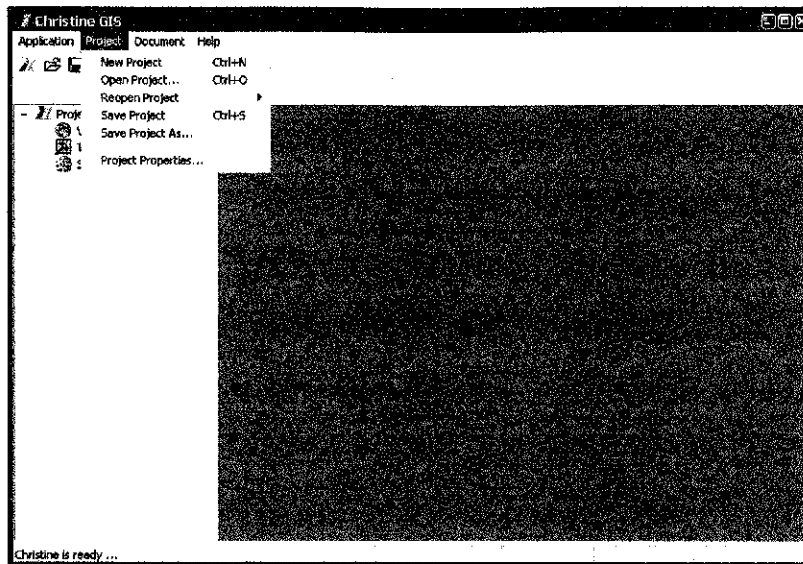 Christine GIS
Application Project Document Help
New Project Ctrl+N
Open Project... Ctrl+O
Reopen Project
Save Project Ctrl+S
Save Project As...
Project Properties...
Proje
Christine is ready ...